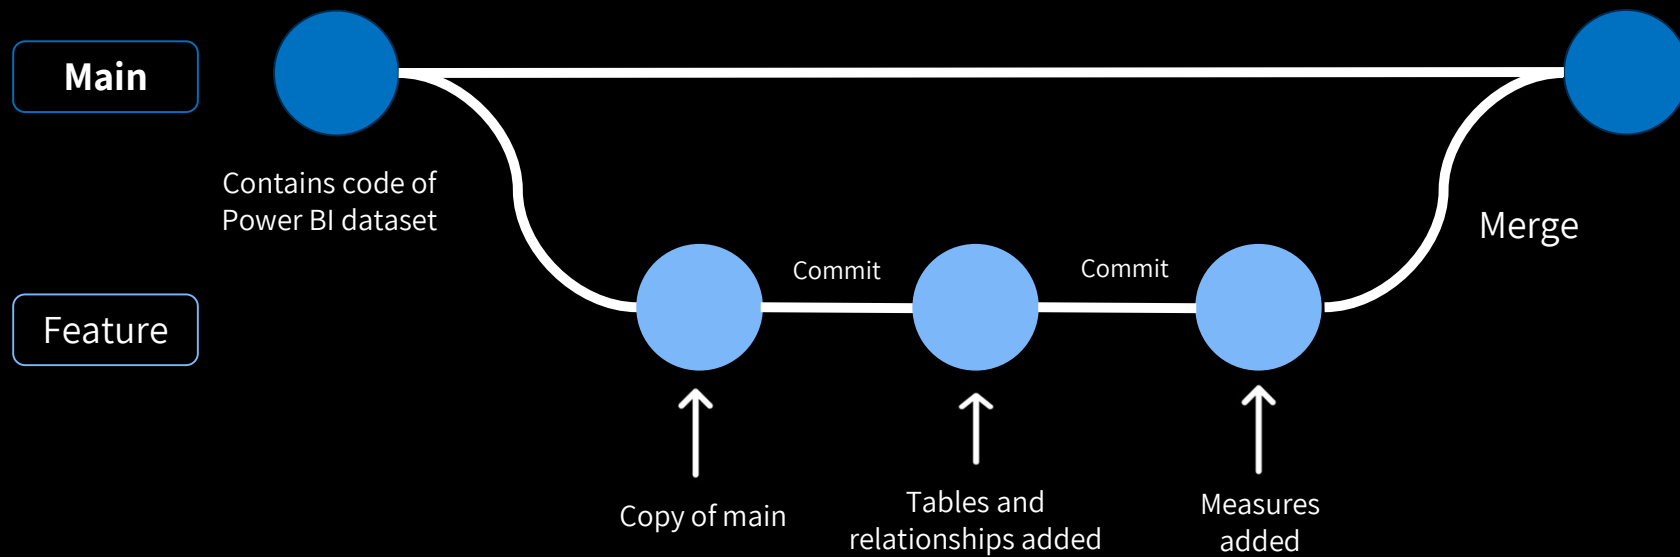 Main
Contains code of
Power BI dataset
Merge
Commit
Commit
Feature
Copy of main
Tables and
relationships added
Measures
added